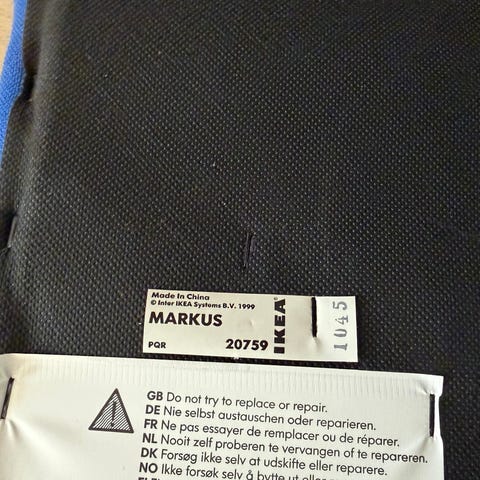 Made In China
© Inter IKEA Systems B.V. 1999
MARKUS
PQR 20759
IKEA®
1045
GB Do not try to replace or repair.
DE Nie selbst austauschen oder reparieren.
FR Ne pas essayer de remplacer ou de réparer.
NL Nooit zelf proberen te vervangen of te repareren.
DK Forsøg ikke selv at udskifte eller reparere.
NO Ikke forsøk selv å bytte ut eller